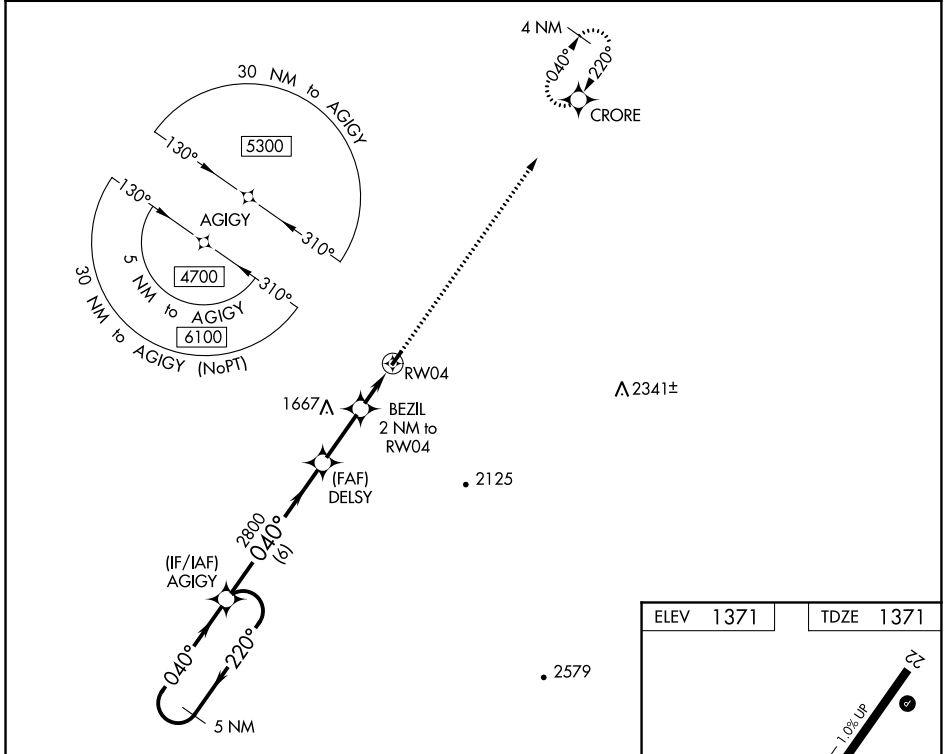 4 NM
040°
220°
CRORE
30 NM to AGIGY
5300
130°
AGIGY
310°
130°
4700
310°
5 NM to AGIGY
6100
30 NM to AGIGY (NoPT)
RW04
1667
BEZIL
2 NM to
RW04
2341±
(FAF)
DELSY
2125
2800
040°
(6)
(IF/IAF)
AGIGY
040°
220°
5 NM
2579
ELEV 1371
TDZE 1371
22
1.0% UP
P